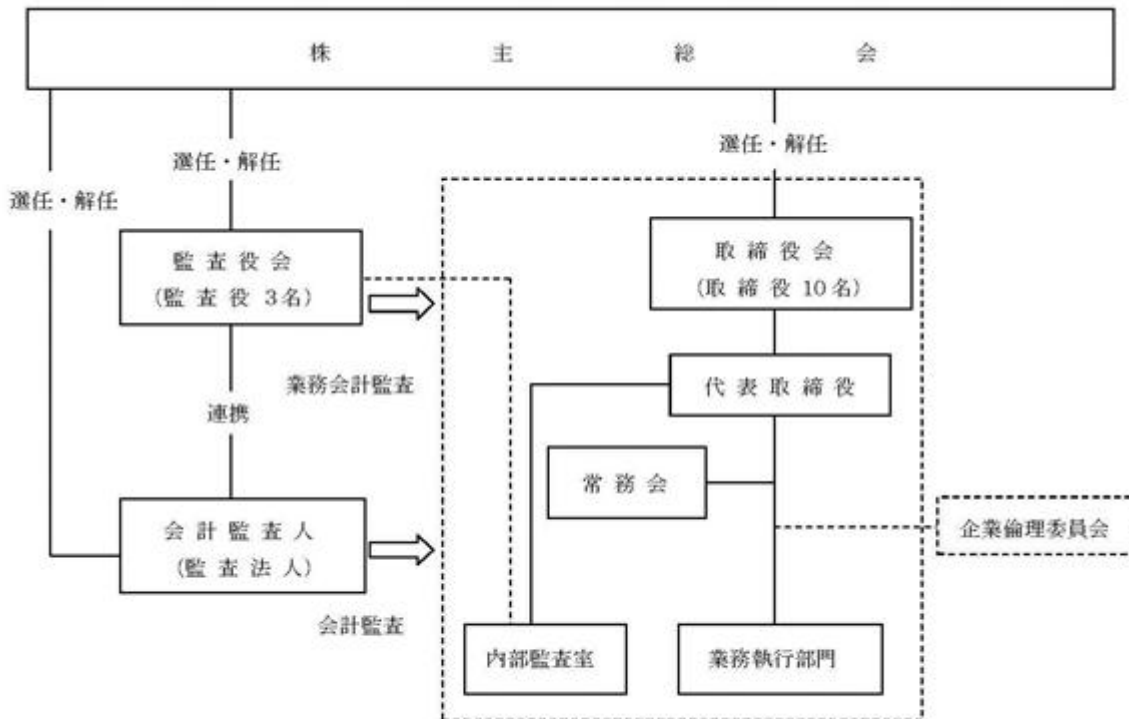 株主総会
選任・解任
選任・解任
選任・解任
監査役会
(監査役 3名)
取締役会
(取締役 10名)
業務会計監査
代表取締役
連携
常務会
会計監査人
(監査法人)
企業倫理委員会
会計監査
内部監査室
業務執行部門